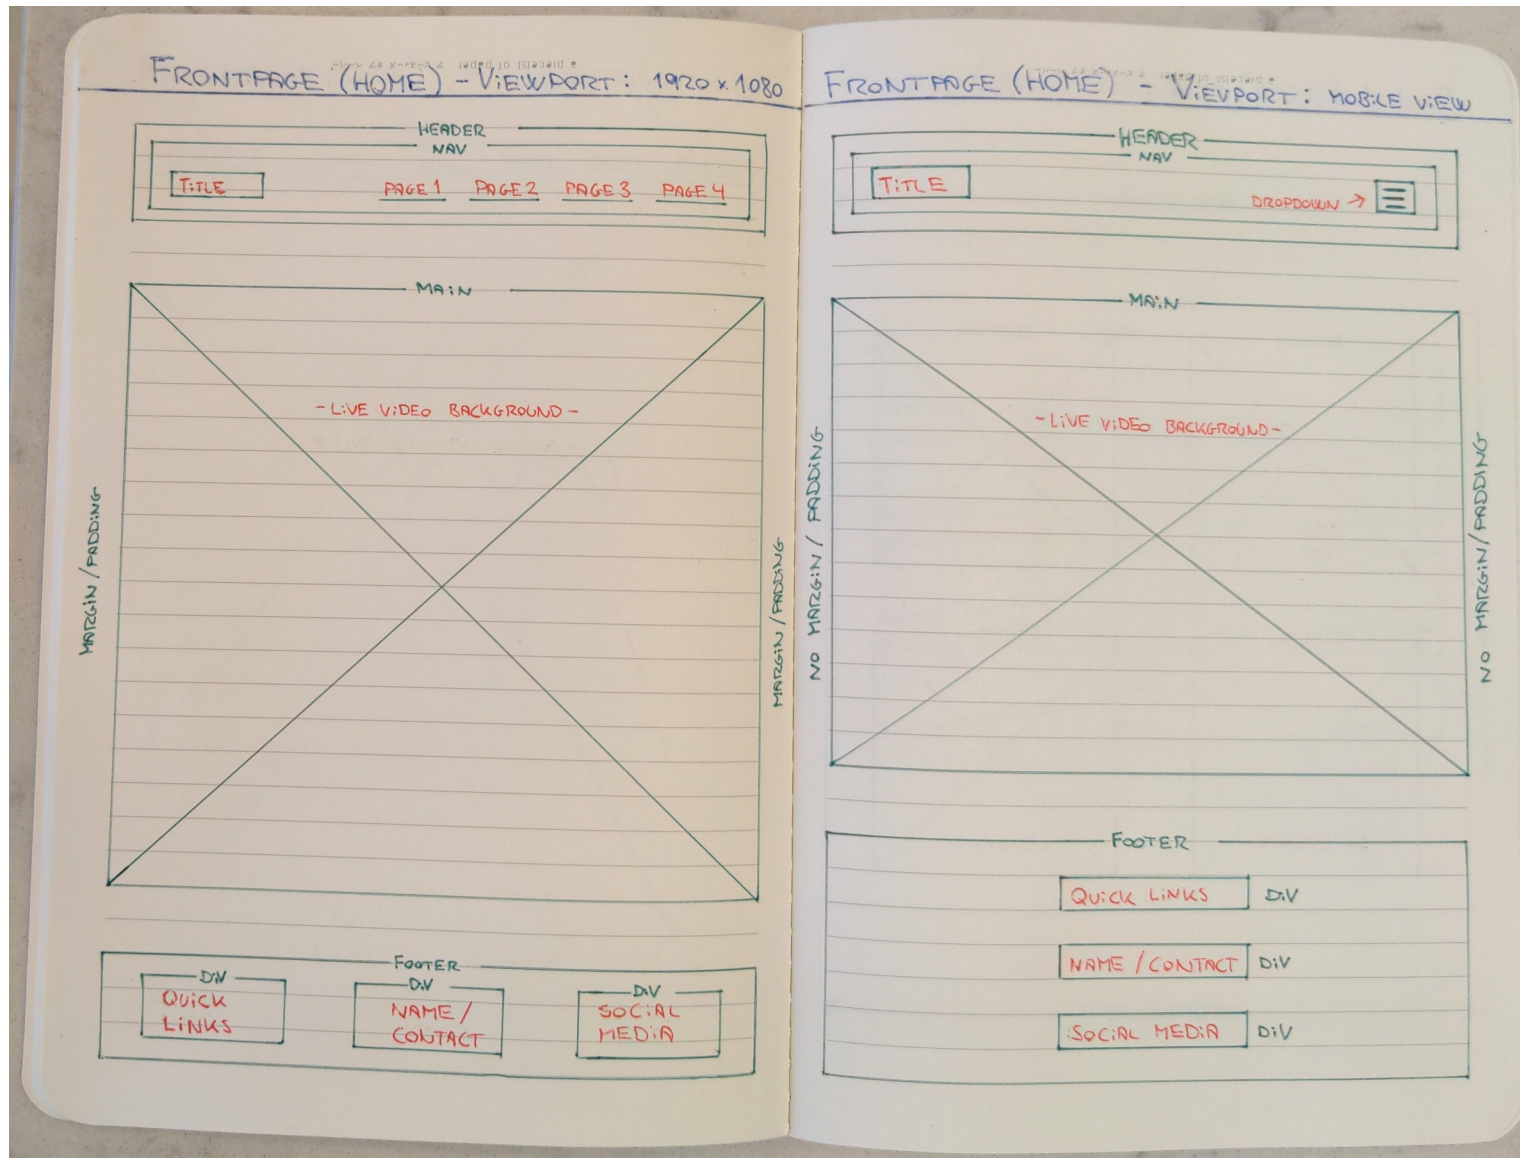 FRONTPAGE (HOME) - VIEWPORT: 1920 x 1080
HEADER
NAV
TITLE PAGE 1 PAGE 2 PAGE 3 PAGE 4
MAIN
- LIVE VIDEO BACKGROUND -
MARGIN / PADDING
MARGIN / PADDING
FOOTER
DIV
QUICK
LINKS
DIV
NAME /
CONTACT
DIV
SOCIAL
MEDIA
FRONTPAGE (HOME) - VIEVPORT: MOBILE VIEW
HEADER
NAV
TITLE
DROPDOWN →
MAIN
- LIVE VIDEO BACKGROUND -
NO MARGIN / PADDING
NO MARGIN / PADDING
FOOTER
QUICK LINKS DIV
NAME / CONTACT DIV
SOCIAL MEDIA DIV